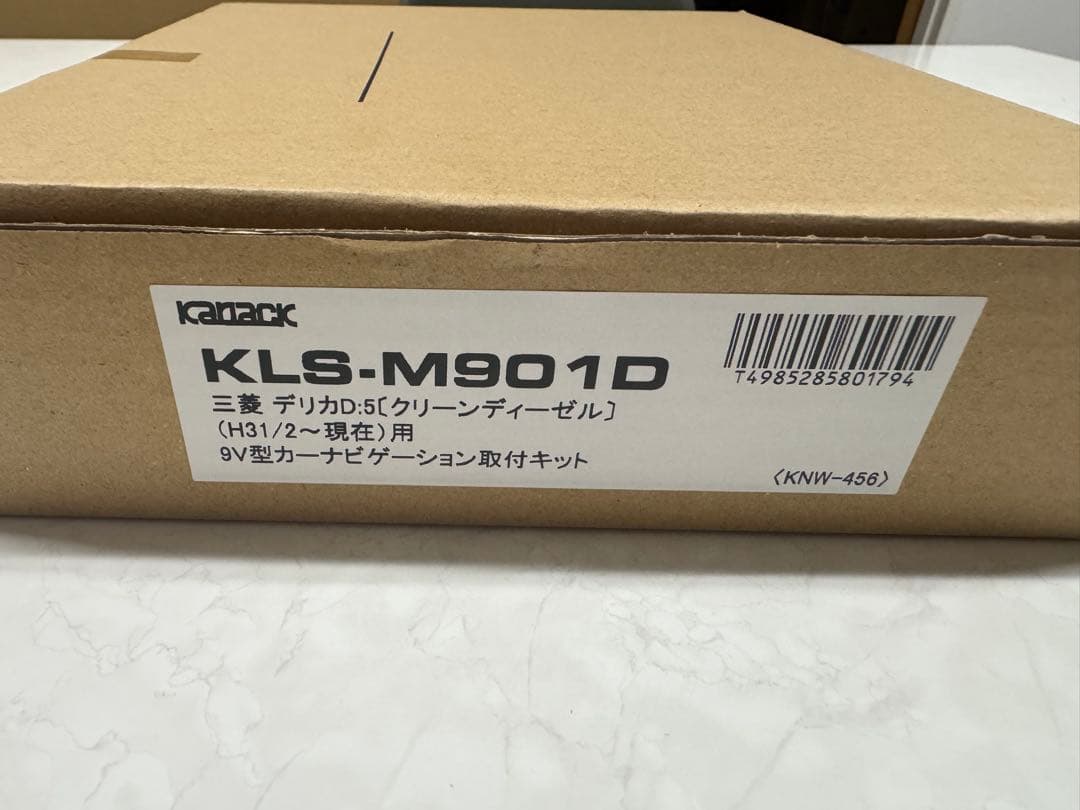 Kanack
KLS-M901D
三菱 デリカD:5〔クリーンディーゼル〕
(H31/2～現在)用
9V型カーナビゲーション取付キット
T4985285801794
〈KNW-456〉